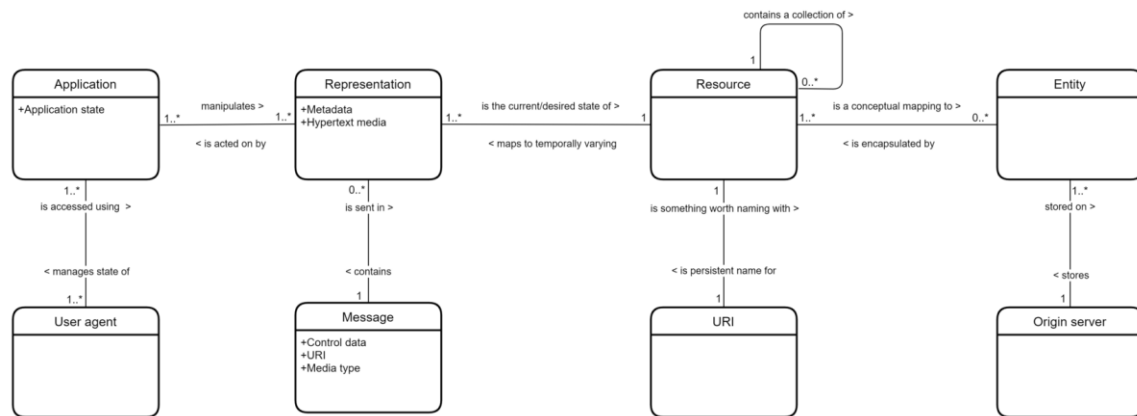 contains a collection of >
1
0..*
Application
+Application state
manipulates >
1..*
1..*
< is acted on by
Representation
+Metadata
+Hypertext media
is the current/desired state of >
1..*
1
< maps to temporally varying
Resource
is a conceptual mapping to >
1..*
0..*
< is encapsulated by
Entity
1..*
is accessed using >
< manages state of
1..*
User agent
0..*
is sent in >
< contains
1
Message
+Control data
+URI
+Media type
1
is something worth naming with >
< is persistent name for
1
URI
1..*
stored on >
< stores
1
Origin server